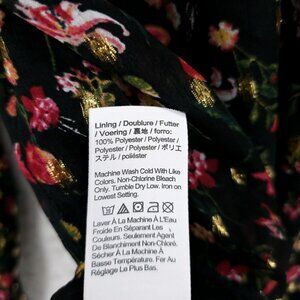 Lining / Doublure / Futter
/ Voering / 裏地 / forro:
100% Polyester / Polyester
/ Polyester / Polyester / ポリエ
ステル / poliéster
Machine Wash Cold With Like
Colors. Non-Chlorine Bleach
Only. Tumble Dry Low. Iron on
Lowest Setting.
Laver À La Machine À L'Eau
Froide En Séparant Les
Couleurs. Seulement Agent
De Blanchiment Non-Chloré.
Sécher À La Machine À
Basse Température. Fer Au
Réglage Le Plus Bas.